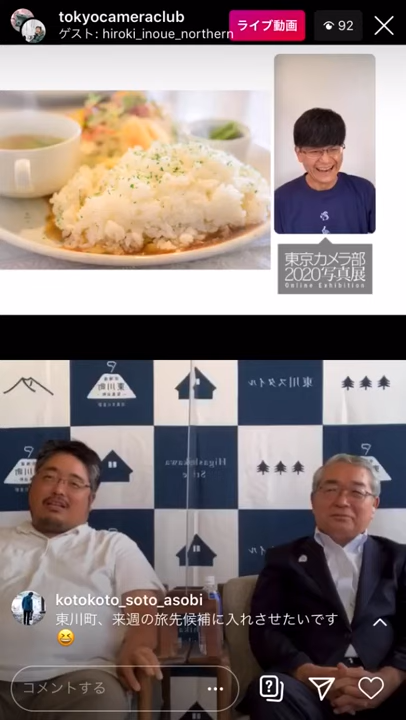 tokyocameraclub
ゲスト: hiroki_inoue_northern
ライブ動画
92
東京カメラ部
2020写真展
Online Exhibition
東川スタイル
Higashikawa
Style
kotokoto_soto_asobi
東川町、来週の旅先候補に入れさせたいです
😆
コメントする